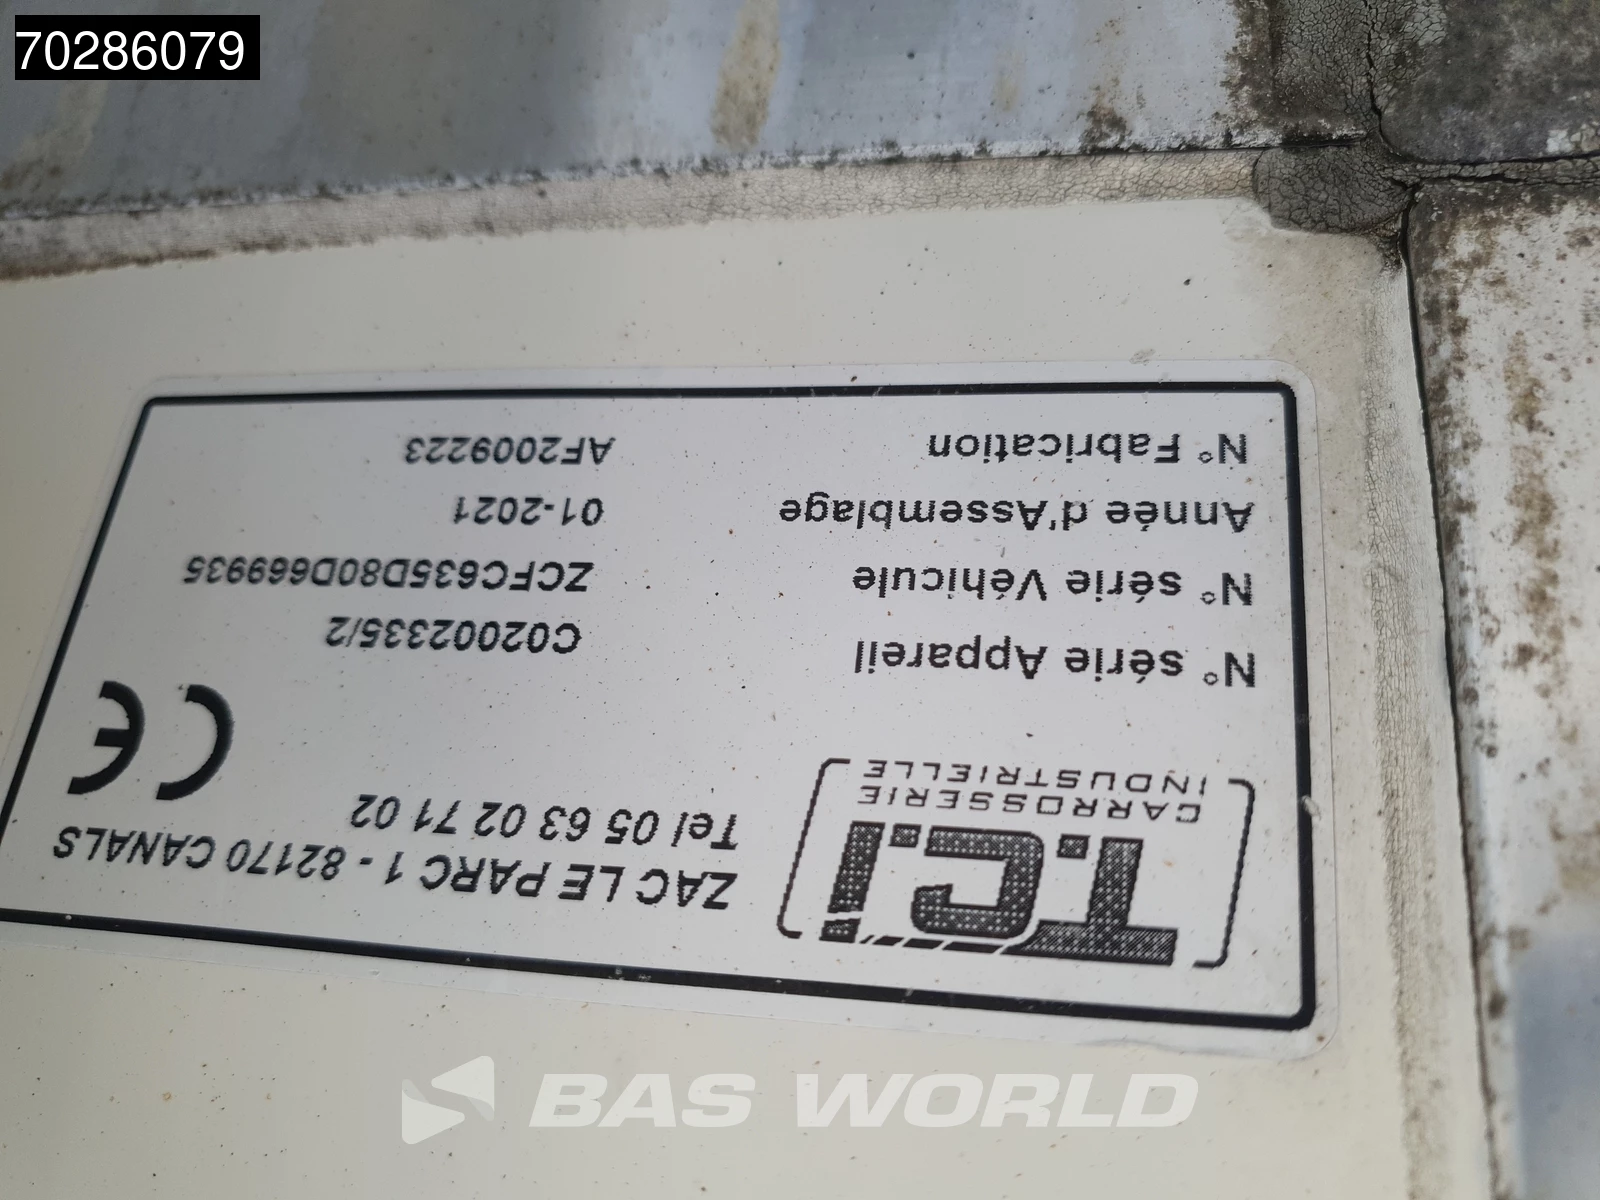 70286079
T.C.I
CARROSSERIE
INDUSTRIELLE
ZAC LE PARC 1 - 82170 CANALS
Tel 05 63 02 71 02
CE
N° série Appareil C02002335/2
N° série Véhicule ZCFC635D80D669935
Année d'Assemblage 01-2021
N° Fabrication AF2009223
BAS WORLD